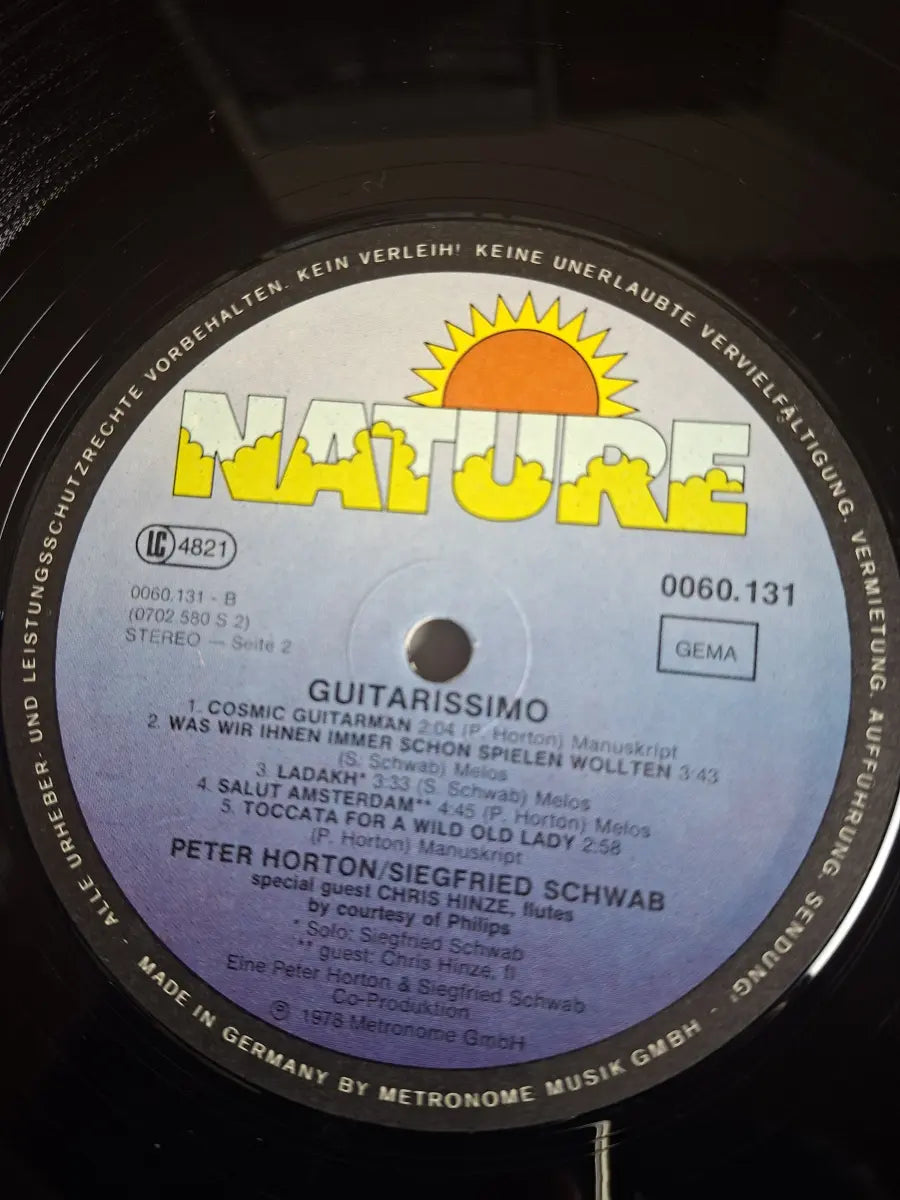 ALLE URHEBER- UND LEISTUNGSSCHUTZRECHTE VORBEHALTEN. KEIN VERLEIH! KEINE UNERLAUBTE VERVIELFÄLTIGUNG. VERMIETUNG. AUFFÜHRUNG. SENDUNG!
NATURE
LC 4821
0060.131 - B
(0702.580 S 2)
STEREO — Seite 2
0060.131
GEMA
GUITARISSIMO
1. COSMIC GUITARMAN 2:04 (P. Horton) Manuskript
2. WAS WIR IHNEN IMMER SCHON SPIELEN WOLLTEN 3:43
(S. Schwab) Melos
3. LADAKH* 3:33 (S. Schwab) Melos
4. SALUT AMSTERDAM** 4:45 (P. Horton) Melos
5. TOCCATA FOR A WILD OLD LADY 2:58
(P. Horton) Manuskript
PETER HORTON/SIEGFRIED SCHWAB
special guest CHRIS HINZE, flutes
by courtesy of Philips
* Solo: Siegfried Schwab
** guest: Chris Hinze, fl
Eine Peter Horton & Siegfried Schwab
Co-Produktion
℗ 1978 Metronome GmbH
MADE IN GERMANY BY METRONOME MUSIK GMBH